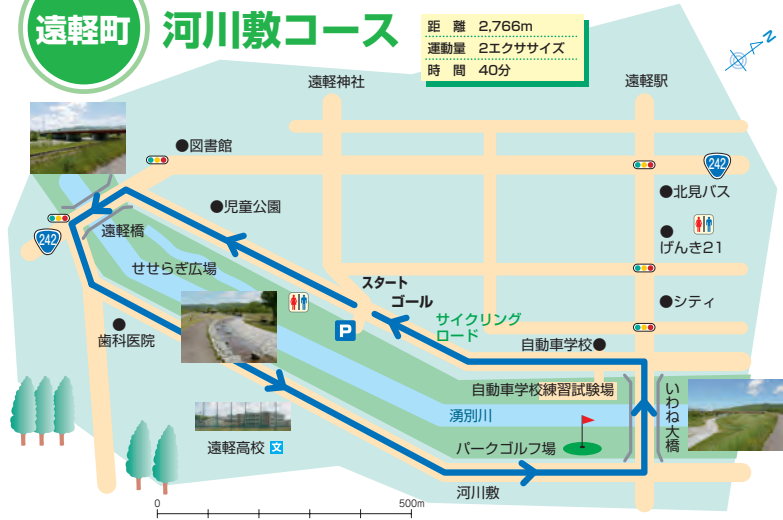 遠軽町
河川敷コース
距 離 2,766m
運動量 2エクササイズ
時 間 40分
N
遠軽神社
遠軽駅
●図書館
242
●北見バス
●児童公園
●
げんき21
242
遠軽橋
せせらぎ広場
スタート
ゴール
●シティ
P
サイクリング
ロード
●
歯科医院
自動車学校●
自動車学校練習試験場
いわね大橋
湧別川
遠軽高校 文
パークゴルフ場
河川敷
0 500m